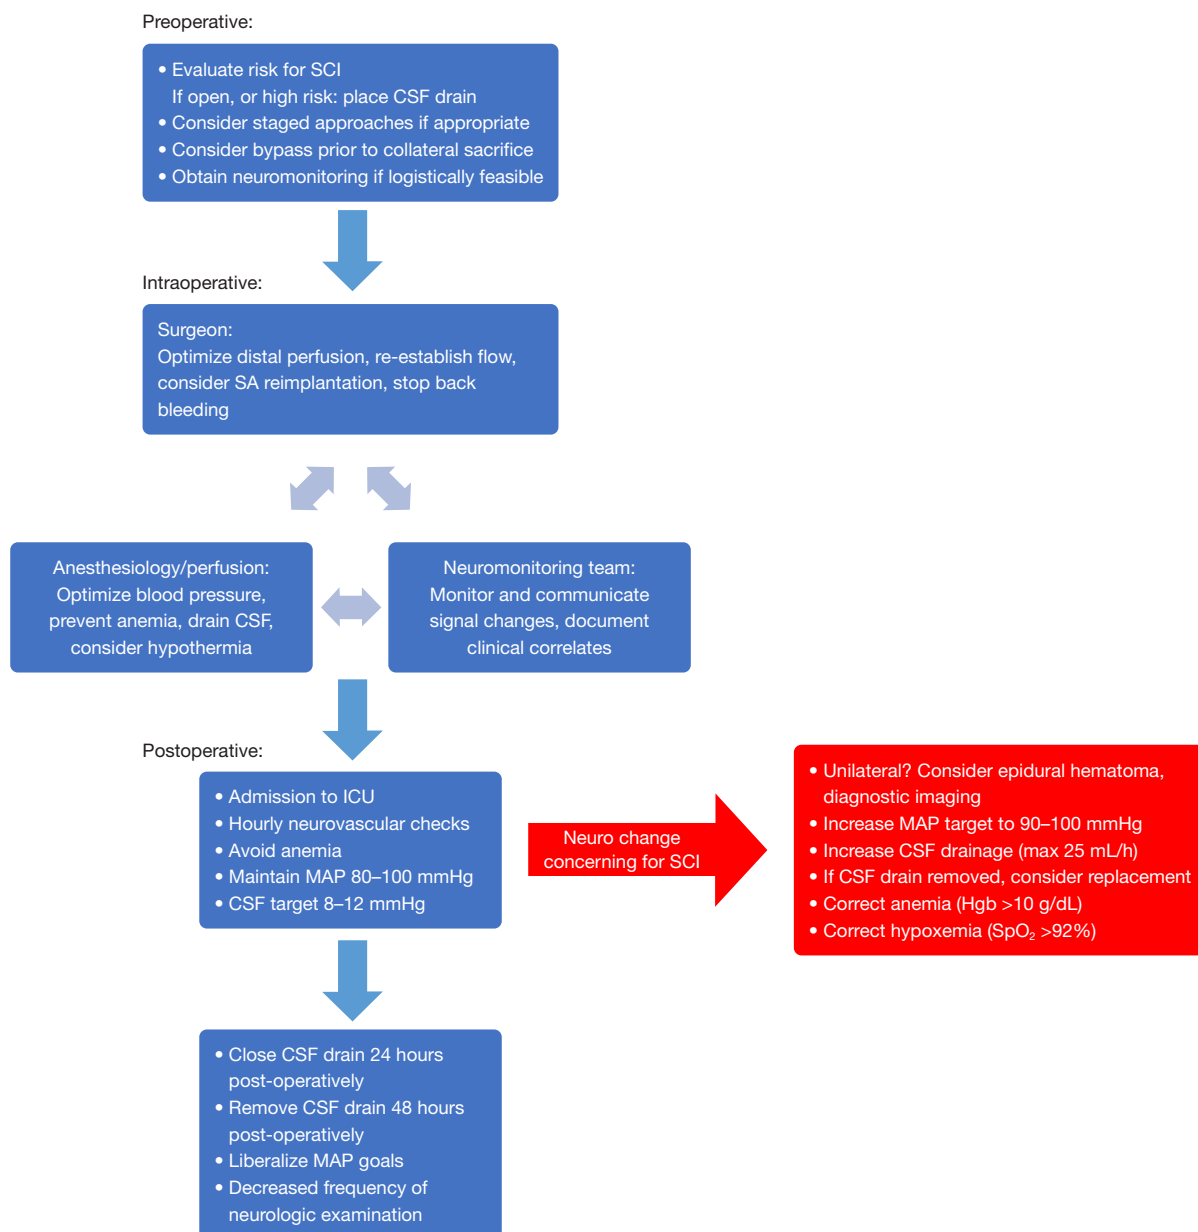 Preoperative:
• Evaluate risk for SCI
If open, or high risk: place CSF drain
• Consider staged approaches if appropriate
• Consider bypass prior to collateral sacrifice
• Obtain neuromonitoring if logistically feasible
Intraoperative:
Surgeon:
Optimize distal perfusion, re-establish flow,
consider SA reimplantation, stop back
bleeding
Anesthesiology/perfusion:
Optimize blood pressure,
prevent anemia, drain CSF,
consider hypothermia
Neuromonitoring team:
Monitor and communicate
signal changes, document
clinical correlates
Postoperative:
• Admission to ICU
• Hourly neurovascular checks
• Avoid anemia
• Maintain MAP 80–100 mmHg
• CSF target 8–12 mmHg
Neuro change
concerning for SCI
• Unilateral? Consider epidural hematoma,
diagnostic imaging
• Increase MAP target to 90–100 mmHg
• Increase CSF drainage (max 25 mL/h)
• If CSF drain removed, consider replacement
• Correct anemia (Hgb >10 g/dL)
• Correct hypoxemia (SpO₂ >92%)
• Close CSF drain 24 hours
post-operatively
• Remove CSF drain 48 hours
post-operatively
• Liberalize MAP goals
• Decreased frequency of
neurologic examination